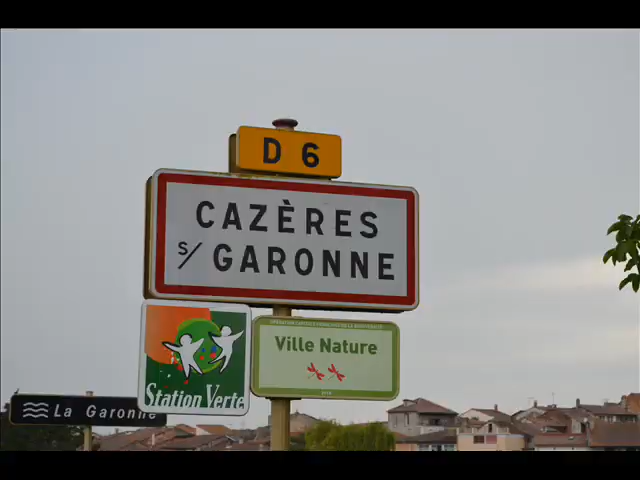 D 6
CAZÈRES
s/ GARONNE
Ville Nature
Station Verte
La Garonne